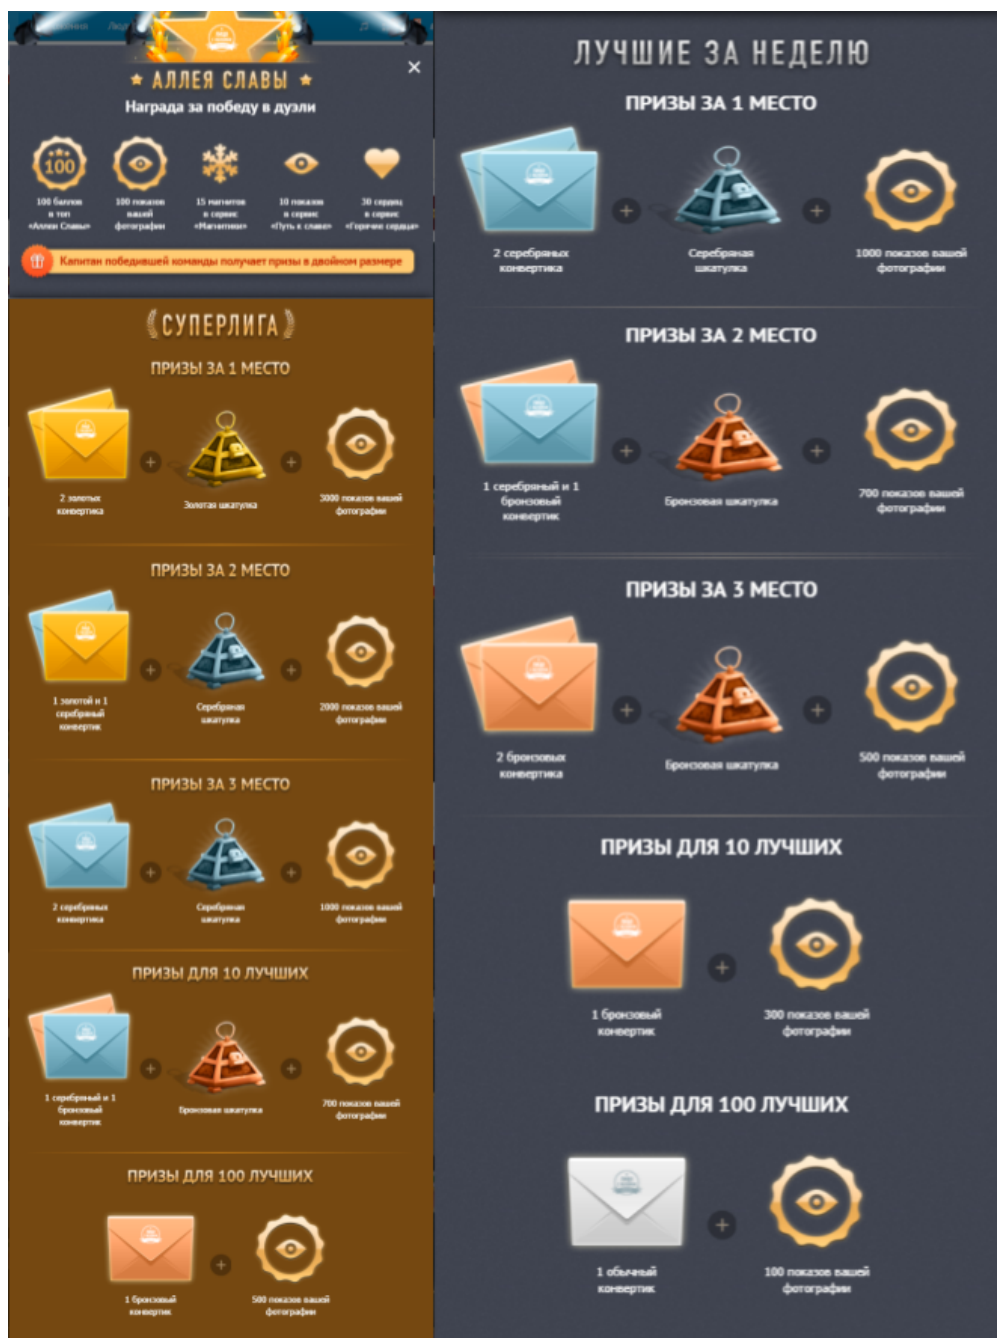 АЛЛЕЯ СЛАВЫ
Награда за победу в дуэли
100
100 баллов
в топ
«Аллеи Славы»
100 показов
вашей
фотографии
15 магнитов
в сервис
«Магнитики»
10 показов
в сервис
«Путь к славе»
30 сердец
в сервис
«Горячие сердца»
Капитан победившей команды получает призы в двойном размере
СУПЕРЛИГА
ПРИЗЫ ЗА 1 МЕСТО
2 золотых
конвертика
Золотая шкатулка
3000 показов вашей
фотографии
ПРИЗЫ ЗА 2 МЕСТО
1 золотой и 1
серебряный
конвертик
Серебряная
шкатулка
2000 показов вашей
фотографии
ПРИЗЫ ЗА 3 МЕСТО
2 серебряных
конвертика
Серебряная
шкатулка
1000 показов вашей
фотографии
ПРИЗЫ ДЛЯ 10 ЛУЧШИХ
1 серебряный и 1
бронзовый
конвертик
Бронзовая шкатулка
700 показов вашей
фотографии
ПРИЗЫ ДЛЯ 100 ЛУЧШИХ
1 бронзовый
конвертик
500 показов вашей
фотографии
ЛУЧШИЕ ЗА НЕДЕЛЮ
ПРИЗЫ ЗА 1 МЕСТО
2 серебряных
конвертика
Серебряная
шкатулка
1000 показов вашей
фотографии
ПРИЗЫ ЗА 2 МЕСТО
1 серебряный и 1
бронзовый
конвертик
Бронзовая шкатулка
700 показов вашей
фотографии
ПРИЗЫ ЗА 3 МЕСТО
2 бронзовых
конвертика
Бронзовая шкатулка
500 показов вашей
фотографии
ПРИЗЫ ДЛЯ 10 ЛУЧШИХ
1 бронзовый
конвертик
300 показов вашей
фотографии
ПРИЗЫ ДЛЯ 100 ЛУЧШИХ
1 обычный
конвертик
100 показов вашей
фотографии